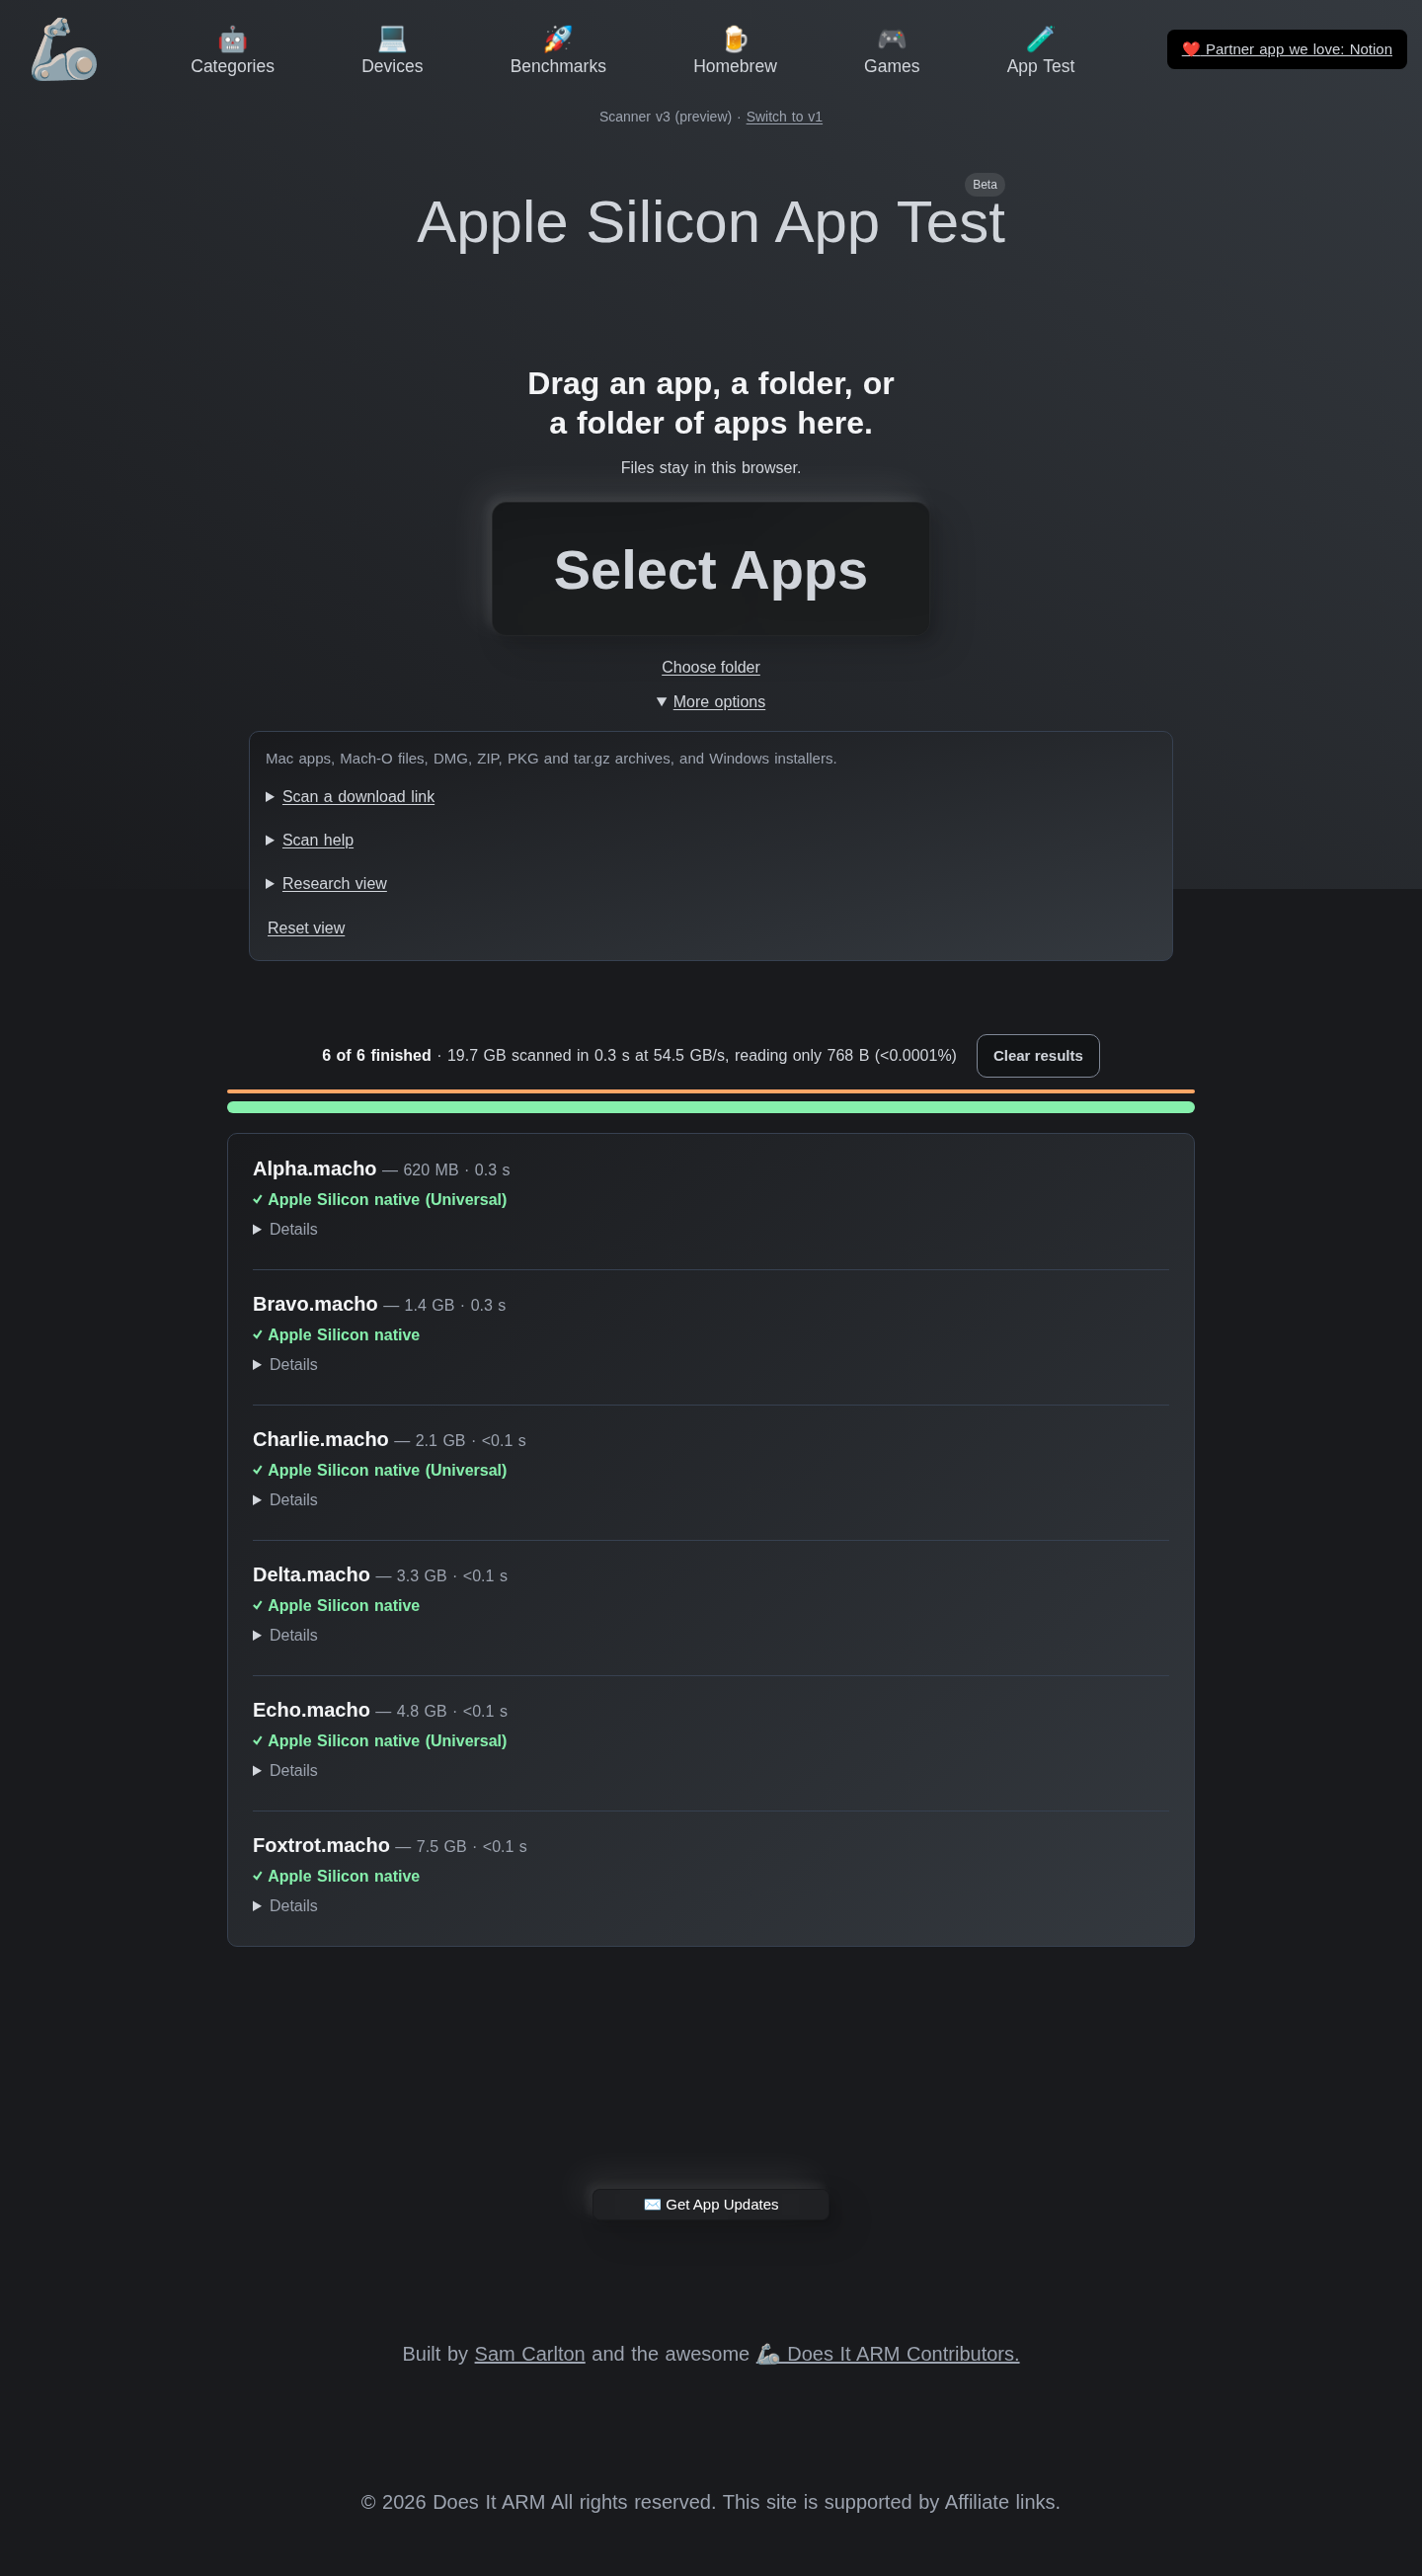 Categories
Devices
Benchmarks
Homebrew
Games
App Test
❤️ Partner app we love: Notion
Scanner v3 (preview) · Switch to v1
Beta
Apple Silicon App Test
Drag an app, a folder, or
a folder of apps here.
Files stay in this browser.
Select Apps
Choose folder
▼ More options
Mac apps, Mach-O files, DMG, ZIP, PKG and tar.gz archives, and Windows installers.
▶ Scan a download link
▶ Scan help
▶ Research view
Reset view
6 of 6 finished · 19.7 GB scanned in 0.3 s at 54.5 GB/s, reading only 768 B (<0.0001%)
Clear results
Alpha.macho — 620 MB · 0.3 s
✓ Apple Silicon native (Universal)
▶ Details
Bravo.macho — 1.4 GB · 0.3 s
✓ Apple Silicon native
▶ Details
Charlie.macho — 2.1 GB · <0.1 s
✓ Apple Silicon native (Universal)
▶ Details
Delta.macho — 3.3 GB · <0.1 s
✓ Apple Silicon native
▶ Details
Echo.macho — 4.8 GB · <0.1 s
✓ Apple Silicon native (Universal)
▶ Details
Foxtrot.macho — 7.5 GB · <0.1 s
✓ Apple Silicon native
▶ Details
✉️ Get App Updates
Built by Sam Carlton and the awesome 🦾 Does It ARM Contributors.
© 2026 Does It ARM All rights reserved. This site is supported by Affiliate links.